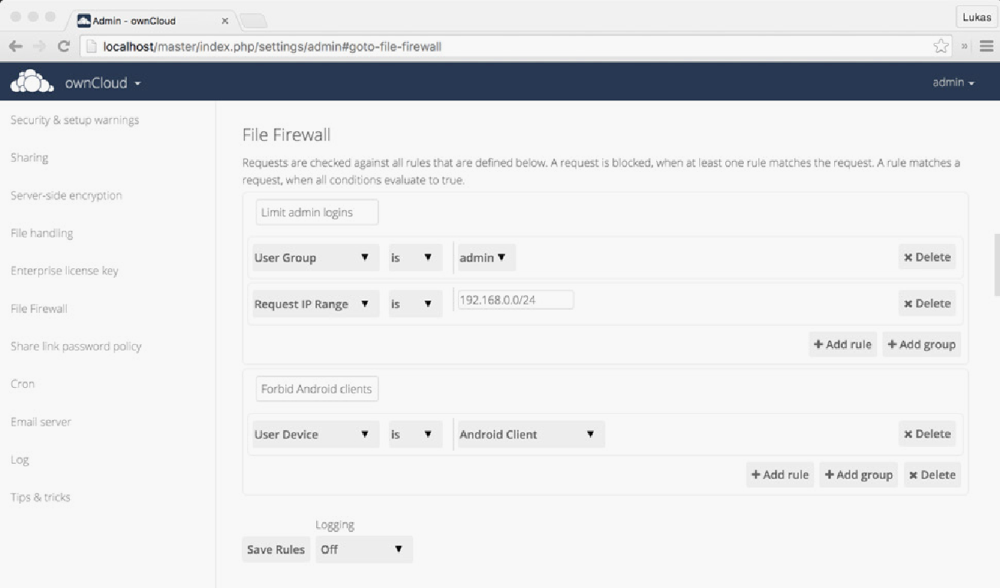 Admin - ownCloud
Lukas
localhost/master/index.php/settings/admin#goto-file-firewall
ownCloud
admin
Security & setup warnings
Sharing
Server-side encryption
File handling
Enterprise license key
File Firewall
Share link password policy
Cron
Email server
Log
Tips & tricks
File Firewall
Requests are checked against all rules that are defined below. A request is blocked, when at least one rule matches the request. A rule matches a
request, when all conditions evaluate to true.
Limit admin logins
User Group is admin Delete
Request IP Range is 192.168.0.0/24 Delete
Add rule Add group
Forbid Android clients
User Device is Android Client Delete
Add rule Add group Delete
Logging
Save Rules Off